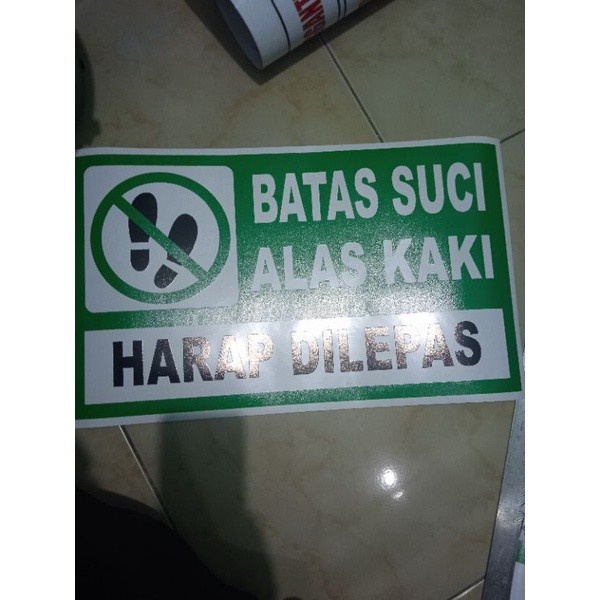 BATAS SUCI
ALAS KAKI
HARAP DILEPAS